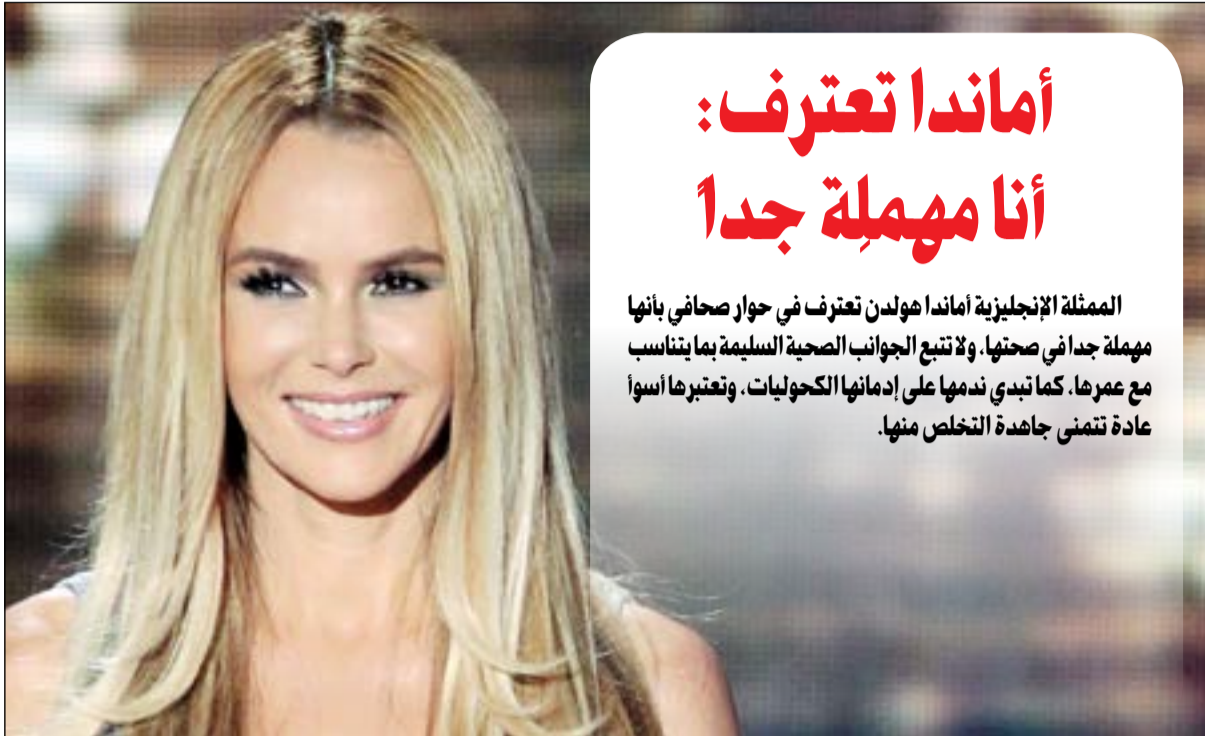 أماندا تعترف:
أنا مهملِة جداً
الممثلة الإنجليزية أماندا هولدن تعترف في حوار صحافي بأنها
مهملة جدا في صحتها، ولا تتبع الجوانب الصحية السليمة بما يتناسب
مع عمرها، كما تبدي ندمها على إدمانها الكحوليات، وتعتبرها أسوأ
عادة تتمنى جاهدة التخلص منها.